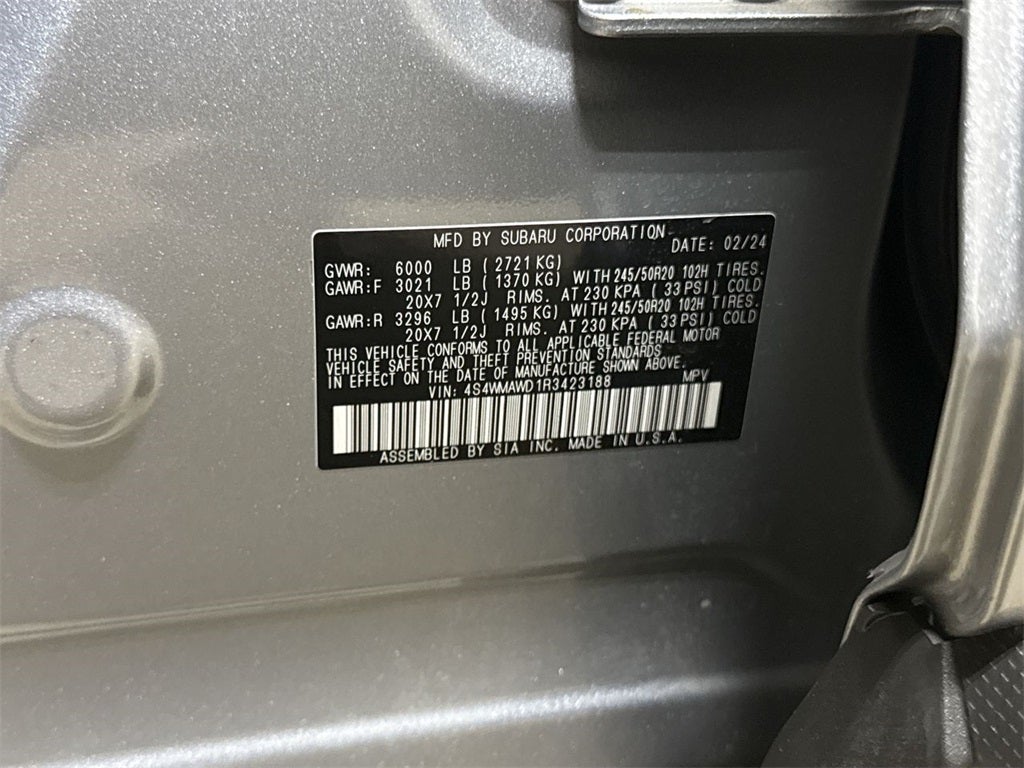 MFD BY SUBARU CORPORATION DATE: 02/24
GVWR: 6000 LB ( 2721 KG)
GAWR:F 3021 LB ( 1370 KG) WITH 245/50R20 102H TIRES.
20X7 1/2J RIMS. AT 230 KPA ( 33 PSI) COLD
GAWR:R 3296 LB ( 1495 KG) WITH 245/50R20 102H TIRES.
20X7 1/2J RIMS. AT 230 KPA ( 33 PSI) COLD
THIS VEHICLE CONFORMS TO ALL APPLICABLE FEDERAL MOTOR
VEHICLE SAFETY AND THEFT PREVENTION STANDARDS
IN EFFECT ON THE DATE OF MANUFACTURE SHOWN ABOVE.
VIN: 4S4WMAWD1R3423188 MPV
ASSEMBLED BY SIA INC. MADE IN U.S.A.